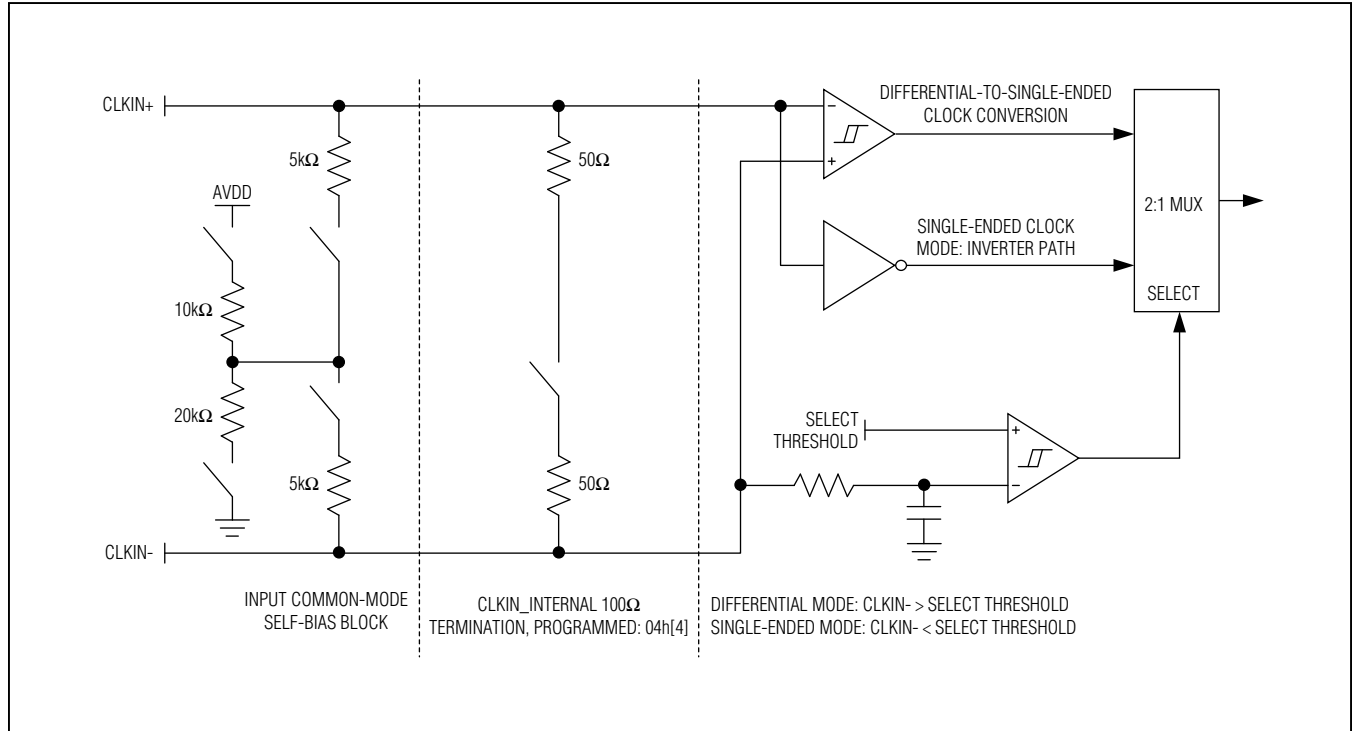 CLKIN+
5kΩ
50Ω
AVDD
10kΩ
20kΩ
5kΩ
50Ω
CLKIN-
−
+
DIFFERENTIAL-TO-SINGLE-ENDED
CLOCK CONVERSION
SINGLE-ENDED CLOCK
MODE: INVERTER PATH
2:1 MUX
SELECT
SELECT
THRESHOLD
+
−
INPUT COMMON-MODE
SELF-BIAS BLOCK
CLKIN_INTERNAL 100Ω
TERMINATION, PROGRAMMED: 04h[4]
DIFFERENTIAL MODE: CLKIN- > SELECT THRESHOLD
SINGLE-ENDED MODE: CLKIN- < SELECT THRESHOLD